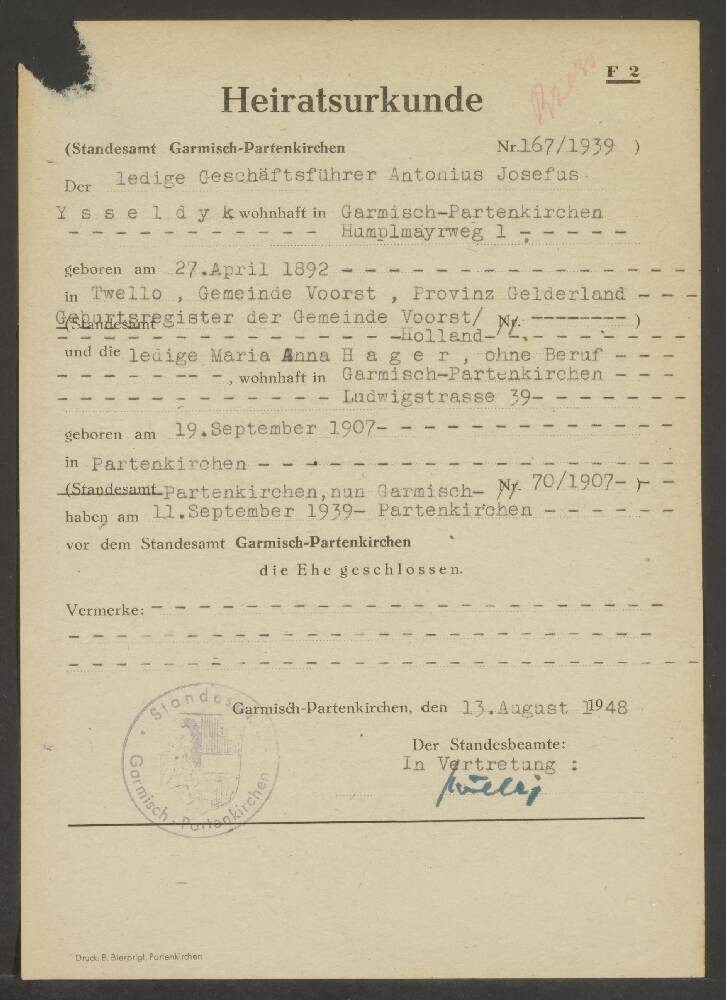 F 2
Heiratsurkunde
(Standesamt Garmisch-Partenkirchen Nr.167/1939 )
Der ledige Geschäftsführer Antonius Josefus
Y s s e l d y k wohnhaft in Garmisch-Partenkirchen
- - - - - - - - - - - Humplmayrweg 1 - - - - -
geboren am 27.April 1892 - - - - - - - - - - - - -
in Twello , Gemeinde Voorst , Provinz Gelderland - - -
Geburtsregister der Gemeinde Voorst/ Nr. -------- )
(Standesamt
- - - - - - - - - - - - - -Holland-/. - - - - - - -
und die ledige Maria Anna H a g e r , ohne Beruf - - -
- - - - - - - -, wohnhaft in Garmisch-Partenkirchen - - -
- - - - - - - - - - - - Ludwigstrasse 39- - - - - - -
geboren am 19.September 1907- - - - - - - - - - - -
in Partenkirchen - - - - - - - - - - - - - - - - - -
(Standesamt Partenkirchen,nun Garmisch- Nr. 70/1907- )- -
haben am 11.September 1939- Partenkirchen - - - - - -
vor dem Standesamt Garmisch-Partenkirchen
die Ehe geschlossen.
Vermerke: - - - - - - - - - - - - - - - - - - - - - -
- - - - - - - - - - - - - - - - - - - - - - - - -
- - - - - - - - - - - - - - - - - - - - - - - - - - -
Garmisch-Partenkirchen, den 13.August 1948
Der Standesbeamte:
In Vertretung :
Garmisch-Partenkirchen
Druck: B. Bierprigl, Partenkirchen